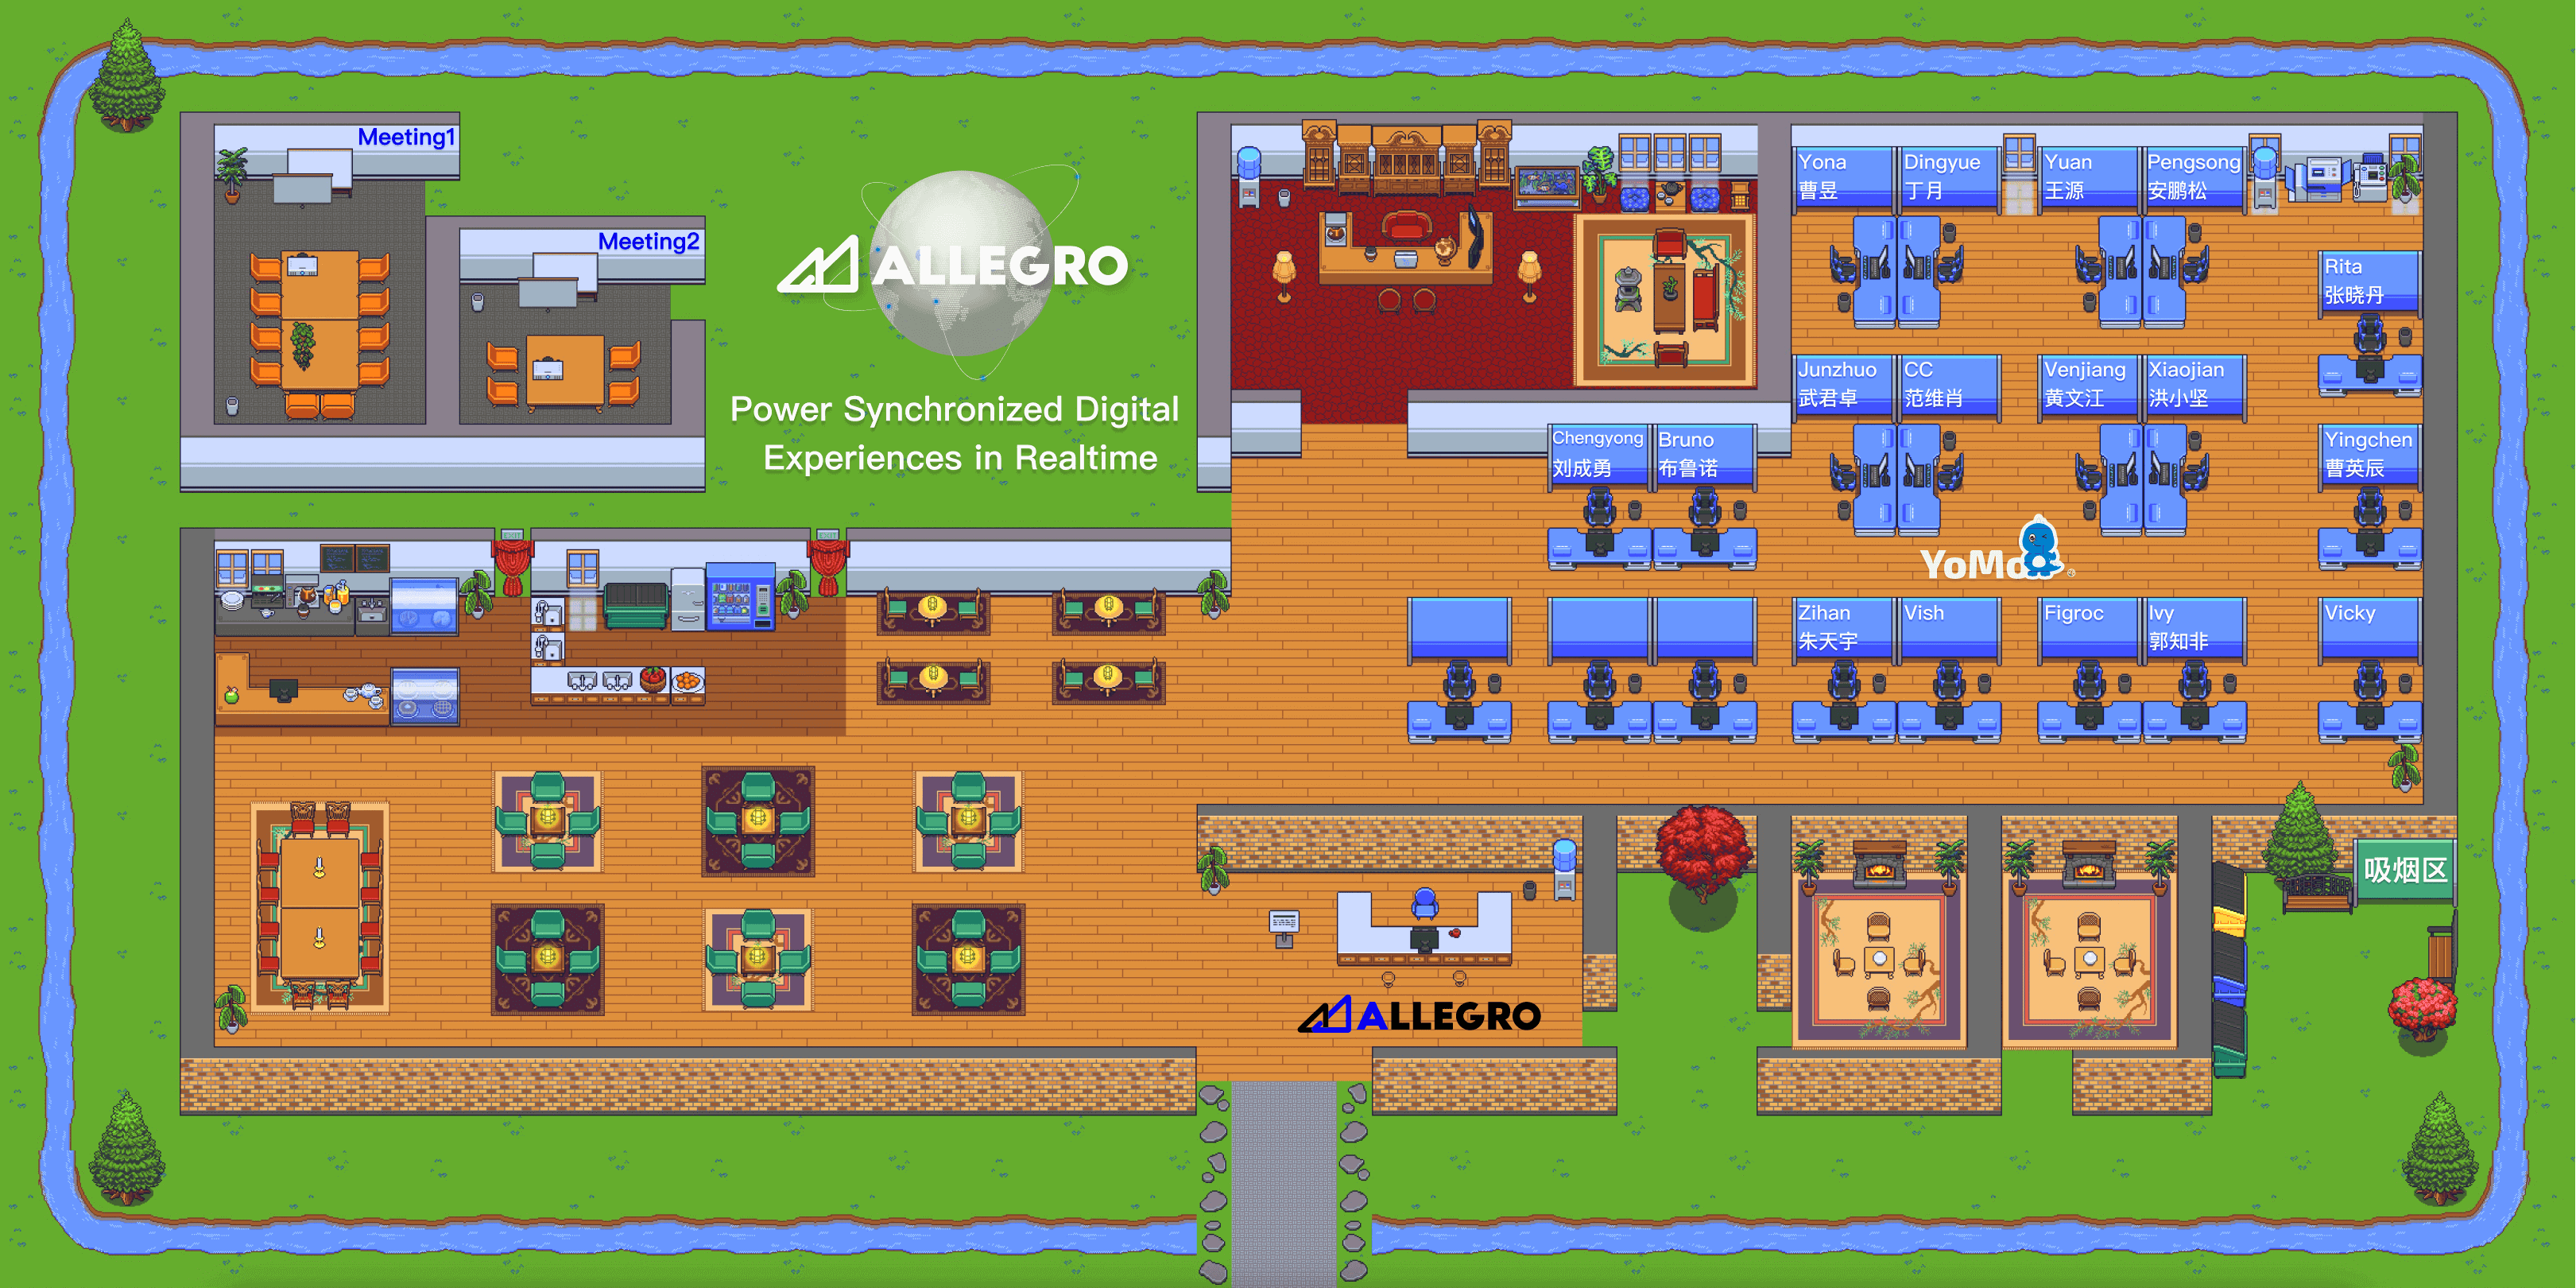 Meeting1
Meeting2
ALLEGRO
Power Synchronized Digital
Experiences in Realtime
Yona
曹昱
Dingyue
丁月
Yuan
王源
Pengsong
安鹏松
Rita
张晓丹
Junzhuo
武君卓
CC
范维肖
Venjiang
黄文江
Xiaojian
洪小坚
Chengyong
刘成勇
Bruno
布鲁诺
Yingchen
曹英辰
YoMo
EXIT
EXIT
Zihan
朱天宇
Vish
Figroc
Ivy
郭知非
Vicky
吸烟区
ALLEGRO